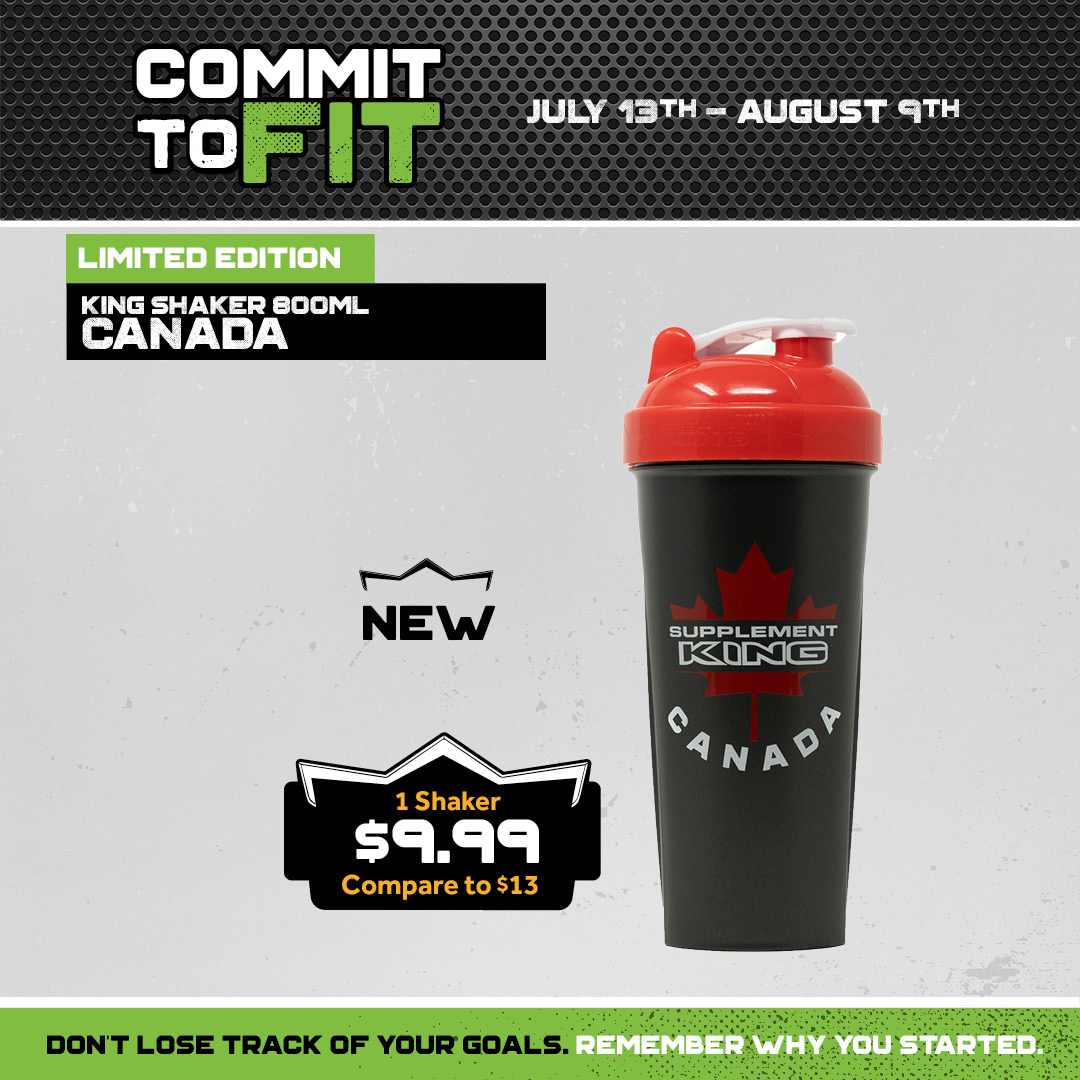 COMMIT
TO FIT
JULY 13TH – AUGUST 9TH
LIMITED EDITION
KING SHAKER 800ML
CANADA
NEW
SUPPLEMENT
KING
CANADA
1 Shaker
$9.99
Compare to $13
DON'T LOSE TRACK OF YOUR GOALS. REMEMBER WHY YOU STARTED.